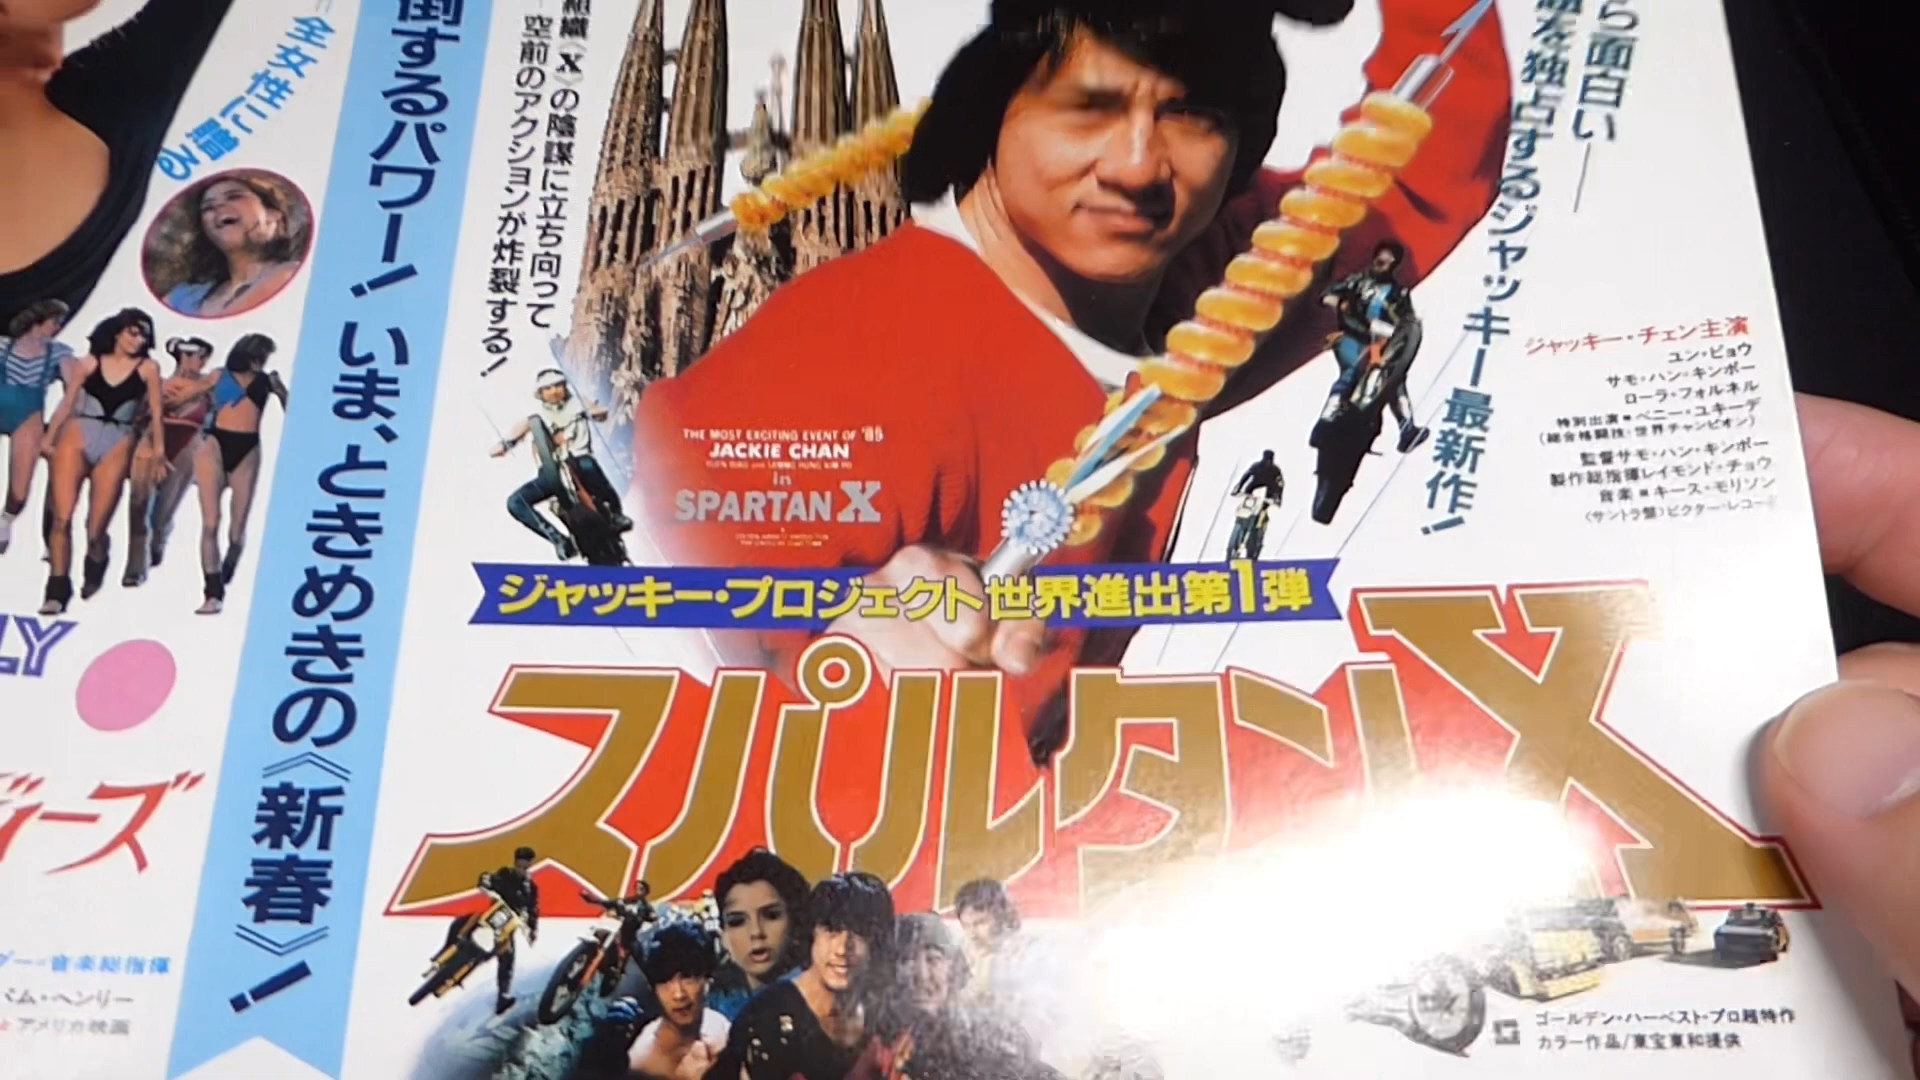 全女性に
贈る
倒するパワー!いま、ときめきの《新春》!
LY
ディーズ
音楽総指揮
パム・ヘンリー
アメリカ映画
組織〈X〉の陰謀に立ち向って
空前のアクションが炸裂する!
ら面白い——
を独占するジャッキー最新作!
THE MOST EXCITING EVENT OF '85
JACKIE CHAN
in
SPARTAN X
ジャッキー・チェン主演
ユン・ピョウ
サモ・ハン・キンポー
ローラ・フォルネル
特別出演=ベニー・ユキーデ
(総合格闘技・世界チャンピオン)
監督サモ・ハン・キンポー
製作総指揮レイモンド・チョウ
音楽=キース・モリソン
〈サントラ盤〉ビクター・レコード
ジャッキー・プロジェクト世界進出第1弾
スパルタンX
ゴールデン・ハーベスト・プロ超特作
カラー作品/東宝東和提供